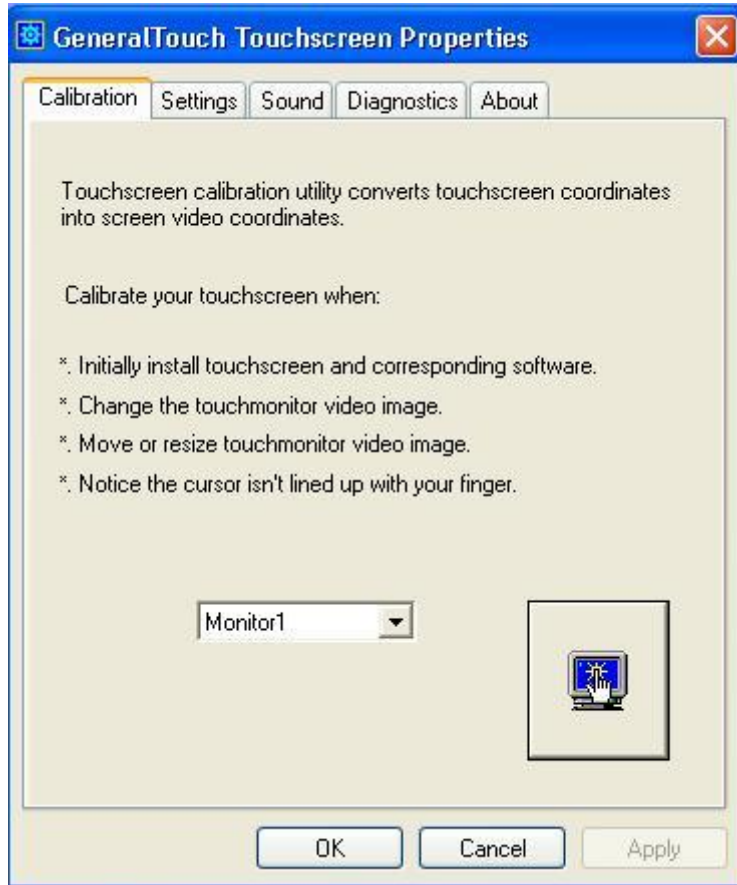 GeneralTouch Touchscreen Properties
Calibration Settings Sound Diagnostics About
Touchscreen calibration utility converts touchscreen coordinates
into screen video coordinates.
Calibrate your touchscreen when:
*. Initially install touchscreen and corresponding software.
*. Change the touchmonitor video image.
*. Move or resize touchmonitor video image.
*. Notice the cursor isn't lined up with your finger.
Monitor1
OK Cancel Apply